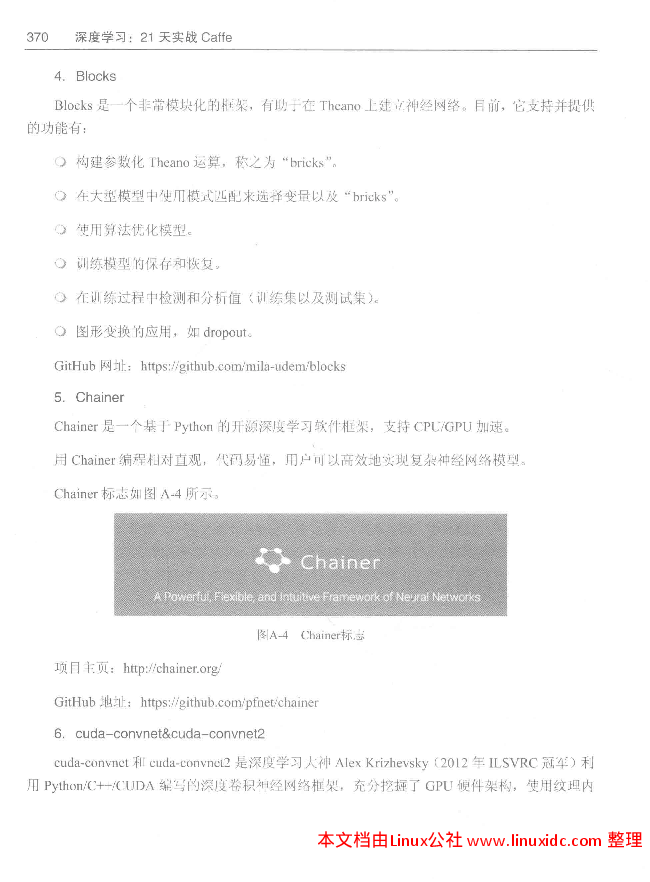 370 深度学习：21 天实战 Caffe
4. Blocks
Blocks 是一个非常模块化的框架，有助于在 Theano 上建立神经网络。目前，它支持并提供
的功能有：
❍ 构建参数化 Theano 运算，称之为“bricks”。
❍ 在大型模型中使用模式匹配来选择变量以及“bricks”。
❍ 使用算法优化模型。
❍ 训练模型的保存和恢复。
❍ 在训练过程中检测和分析值（训练集以及测试集）。
❍ 图形变换的应用，如 dropout。
GitHub 网址：https://github.com/mila-udem/blocks
5. Chainer
Chainer 是一个基于 Python 的开源深度学习软件框架，支持 CPU/GPU 加速。
用 Chainer 编程相对直观，代码易懂，用户可以高效地实现复杂神经网络模型。
Chainer 标志如图 A-4 所示。
Chainer
A Powerful, Flexible, and Intuitive Framework of Neural Networks
图A-4 Chainer标志
项目主页：http://chainer.org/
GitHub 地址：https://github.com/pfnet/chainer
6. cuda-convnet&cuda-convnet2
cuda-convnet 和 cuda-convnet2 是深度学习大神 Alex Krizhevsky（2012 年 ILSVRC 冠军）利
用 Python/C++/CUDA 编写的深度卷积神经网络框架，充分挖掘了 GPU 硬件架构，使用纹理内
本文档由Linux公社 www.linuxidc.com 整理